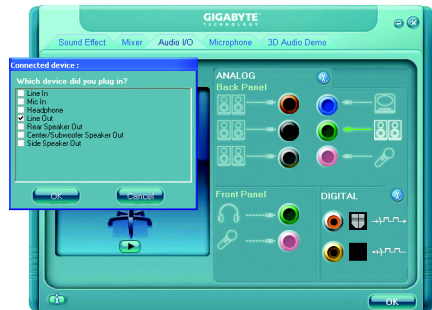 GIGABYTE
TECHNOLOGY
Sound Effect
Mixer
Audio I/O
Microphone
3D Audio Demo
Connected device :
Which device did you plug in?
Line In
Mic In
Headphone
Line Out
Rear Speaker Out
Center/Subwoofer Speaker Out
Side Speaker Out
OK
Cancel
ANALOG
Back Panel
Front Panel
DIGITAL
OK